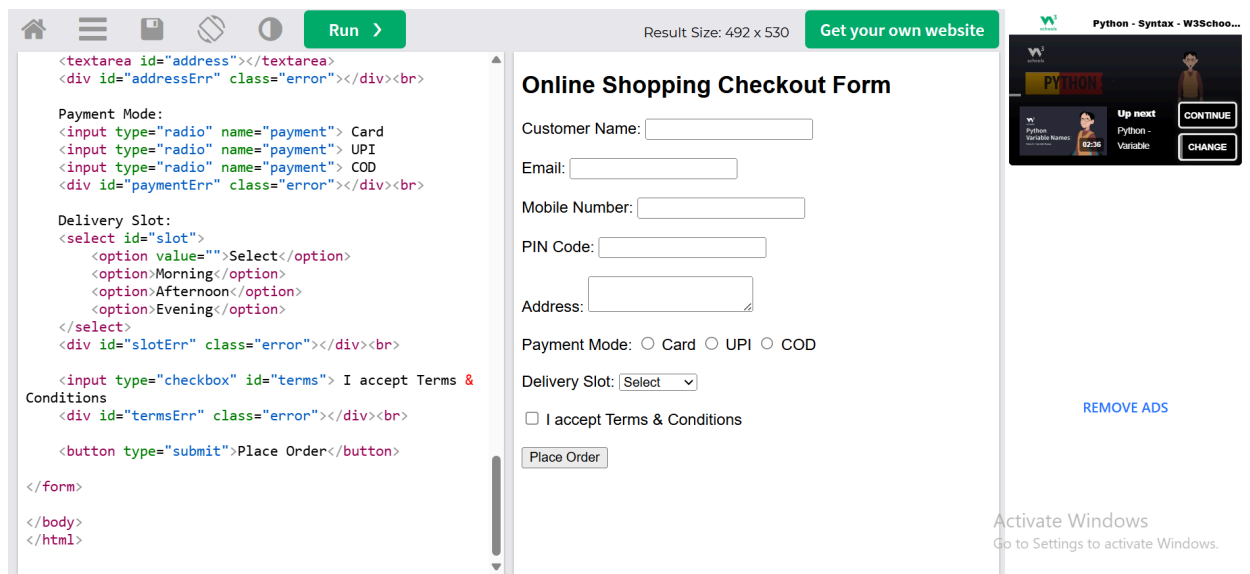 Run ❯
Result Size: 492 x 530
Get your own website
<textarea id="address"></textarea>
<div id="addressErr" class="error"></div><br>
Payment Mode:
<input type="radio" name="payment"> Card
<input type="radio" name="payment"> UPI
<input type="radio" name="payment"> COD
<div id="paymentErr" class="error"></div><br>
Delivery Slot:
<select id="slot">
<option value="">Select</option>
<option>Morning</option>
<option>Afternoon</option>
<option>Evening</option>
</select>
<div id="slotErr" class="error"></div><br>
<input type="checkbox" id="terms"> I accept Terms &
Conditions
<div id="termsErr" class="error"></div><br>
<button type="submit">Place Order</button>
</form>
</body>
</html>
Online Shopping Checkout Form
Customer Name:
Email:
Mobile Number:
PIN Code:
Address:
Payment Mode: Card UPI COD
Delivery Slot: Select
I accept Terms & Conditions
Place Order
Python - Syntax - W3Schoo...
PYTHON
Up next
Python -
Variable
Python
Variable Names
02:36
CONTINUE
CHANGE
REMOVE ADS
Activate Windows
Go to Settings to activate Windows.